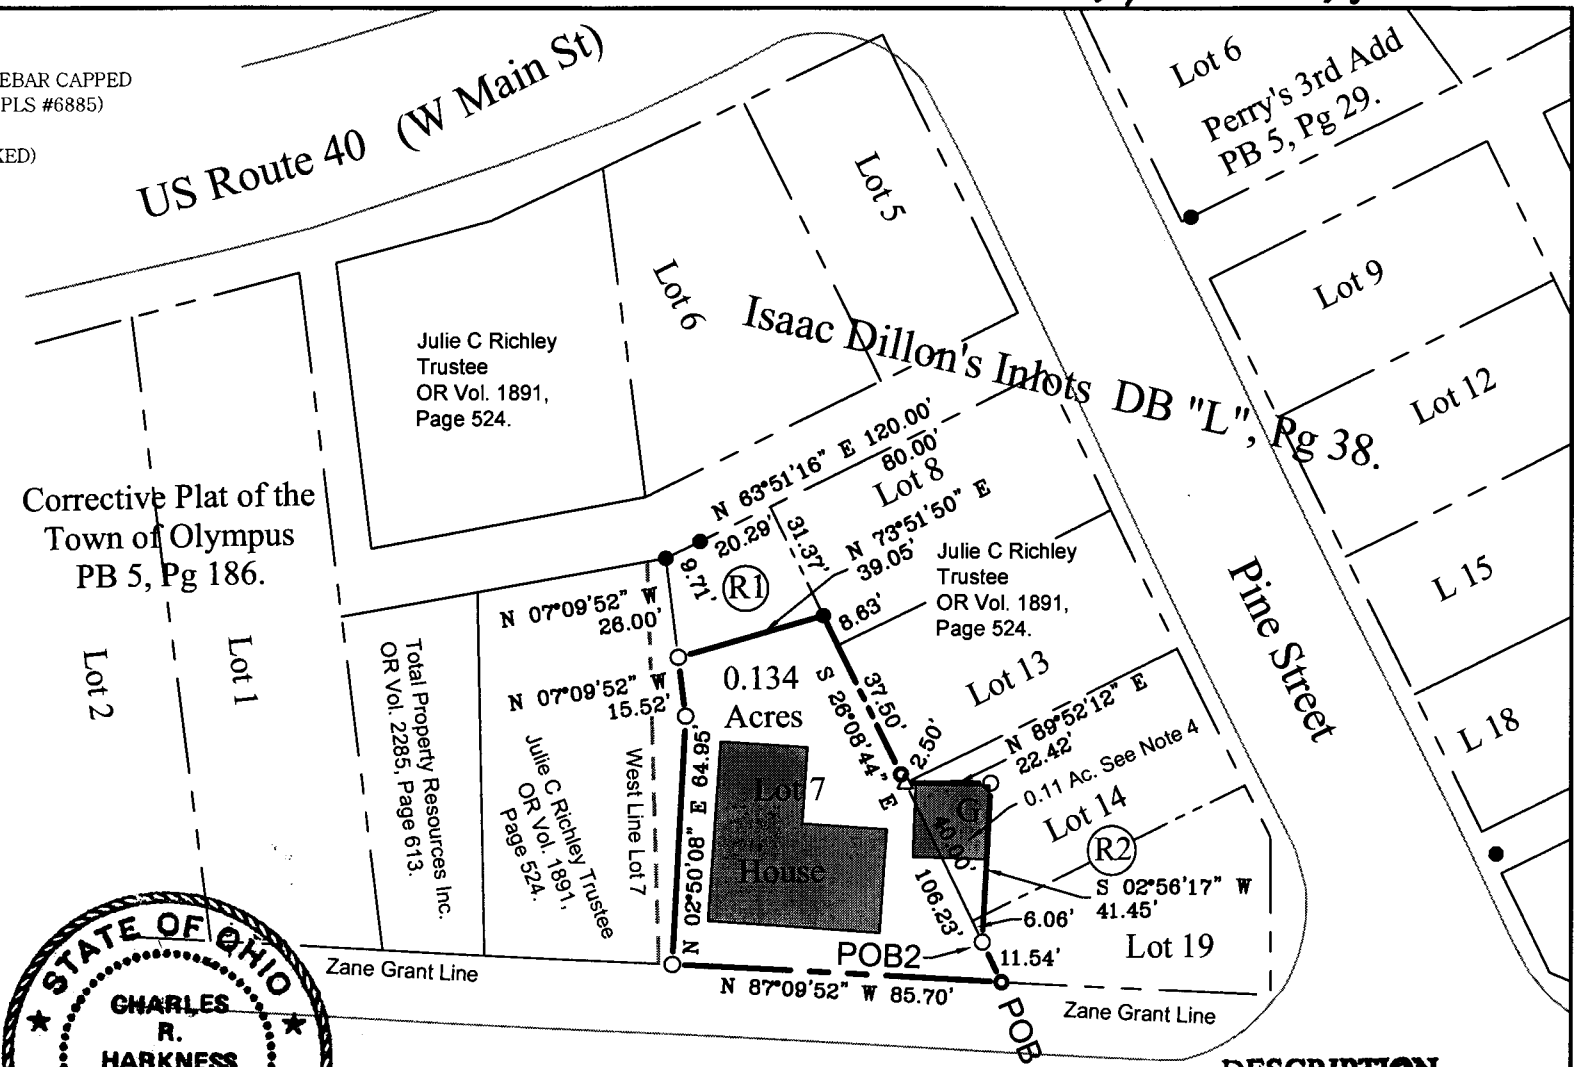 EBAR CAPPED
PLS #6885)
KED)
US Route 40 (W Main St)
Lot 6
Perry's 3rd Add
PB 5, Pg 29.
Lot 5
Lot 6
Lot 9
Isaac Dillon's Inlots DB "L", Pg 38.
Julie C Richley
Trustee
OR Vol. 1891,
Page 524.
Lot 12
Corrective Plat of the
Town of Olympus
PB 5, Pg 186.
N 63°51'16" E 120.00'
80.00'
Lot 8
20.29'
9.71'
31.37'
N 73°51'50" E
39.05'
R1
Julie C Richley
Trustee
OR Vol. 1891,
Page 524.
Pine Street
L 15
N 07°09'52" W
26.00'
8.63'
Lot 2
Lot 1
Total Property Resources Inc.
OR Vol. 2285, Page 613.
N 07°09'52" W
15.52'
0.134
Acres
S 26°08'44" E
37.50'
Lot 13
2.50'
N 89°52'12" E
22.42'
0.11 Ac. See Note 4
L 18
Julie C Richley Trustee
OR Vol. 1891,
Page 524.
West Line Lot 7
N 02°50'08" E 64.95'
Lot 7
House
G
40.00'
Lot 14
R2
106.23'
S 02°56'17" W
41.45'
6.06'
POB2
11.54'
Lot 19
Zane Grant Line
N 87°09'52" W 85.70'
POB
Zane Grant Line
STATE OF OHIO
CHARLES
R.
HARKNESS
DESCRIPTION